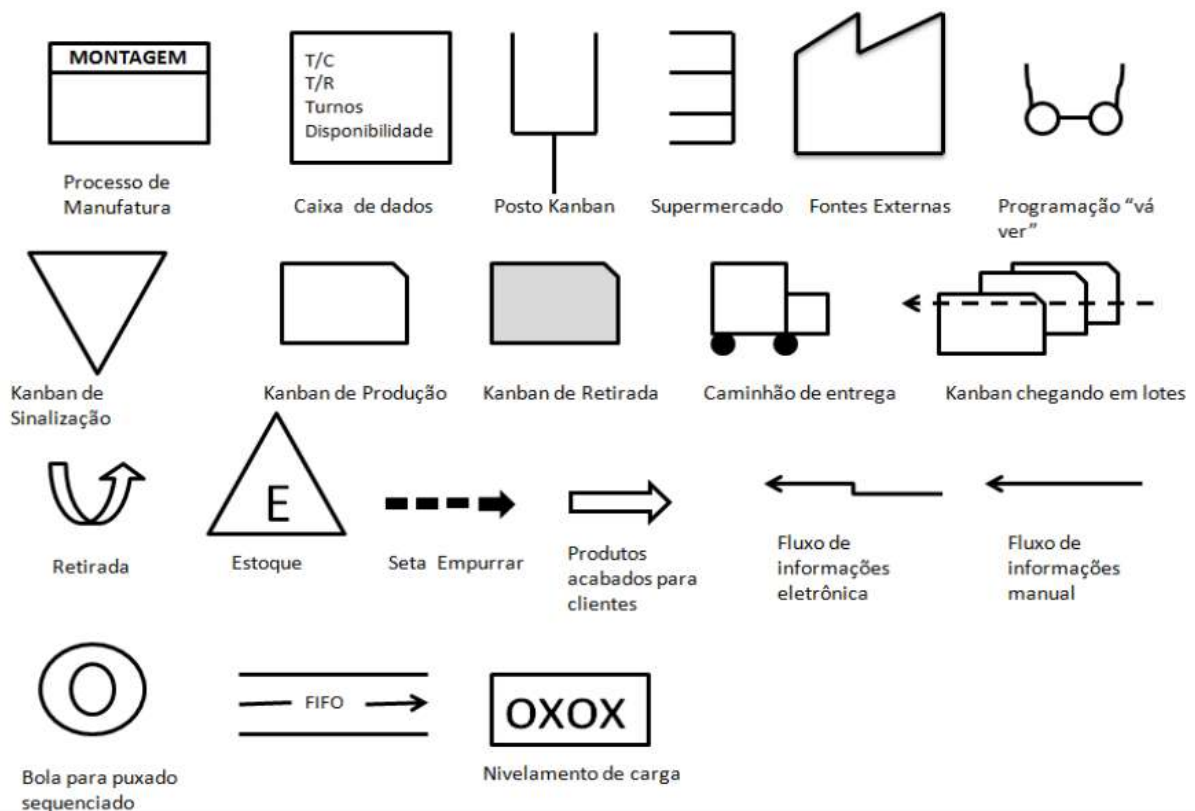 MONTAGEM
T/C
T/R
Turnos
Disponibilidade
Processo de
Manufatura
Caixa de dados
Posto Kanban
Supermercado
Fontes Externas
Programação “vá
ver”
Kanban de
Sinalização
Kanban de Produção
Kanban de Retirada
Caminhão de entrega
Kanban chegando em lotes
E
Retirada
Estoque
Seta Empurrar
Produtos
acabados para
clientes
Fluxo de
informações
eletrônica
Fluxo de
informações
manual
O
FIFO
OXOX
Bola para puxado
sequenciado
Nivelamento de carga